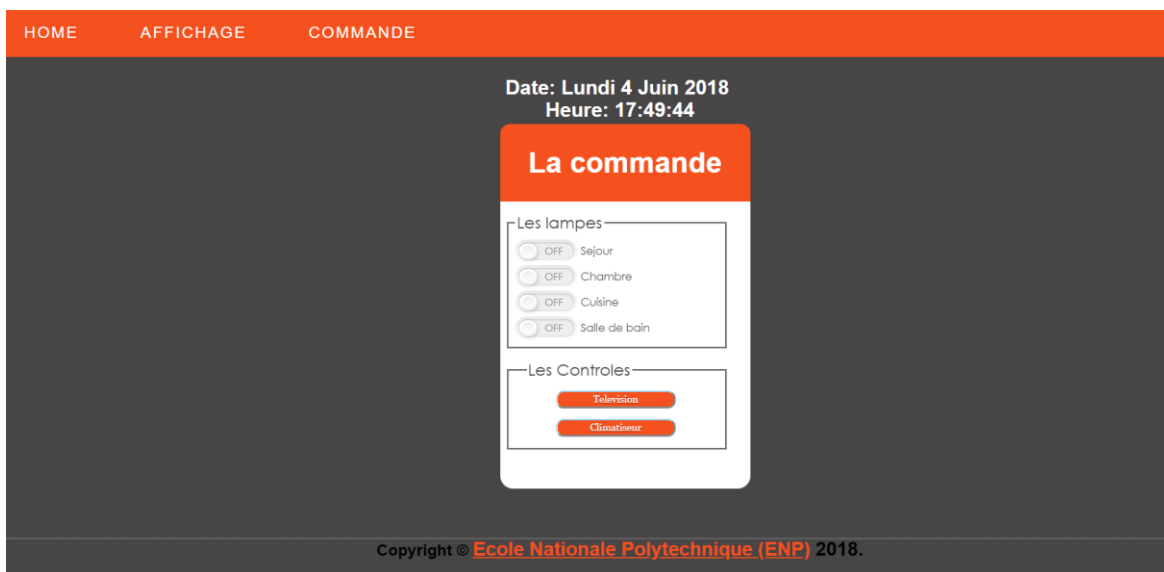 HOME AFFICHAGE COMMANDE
Date: Lundi 4 Juin 2018
Heure: 17:49:44
La commande
Les lampes
OFF Sejour
OFF Chambre
OFF Cuisine
OFF Salle de bain
Les Controles
Television
Climatiseur
Copyright © Ecole Nationale Polytechnique (ENP) 2018.